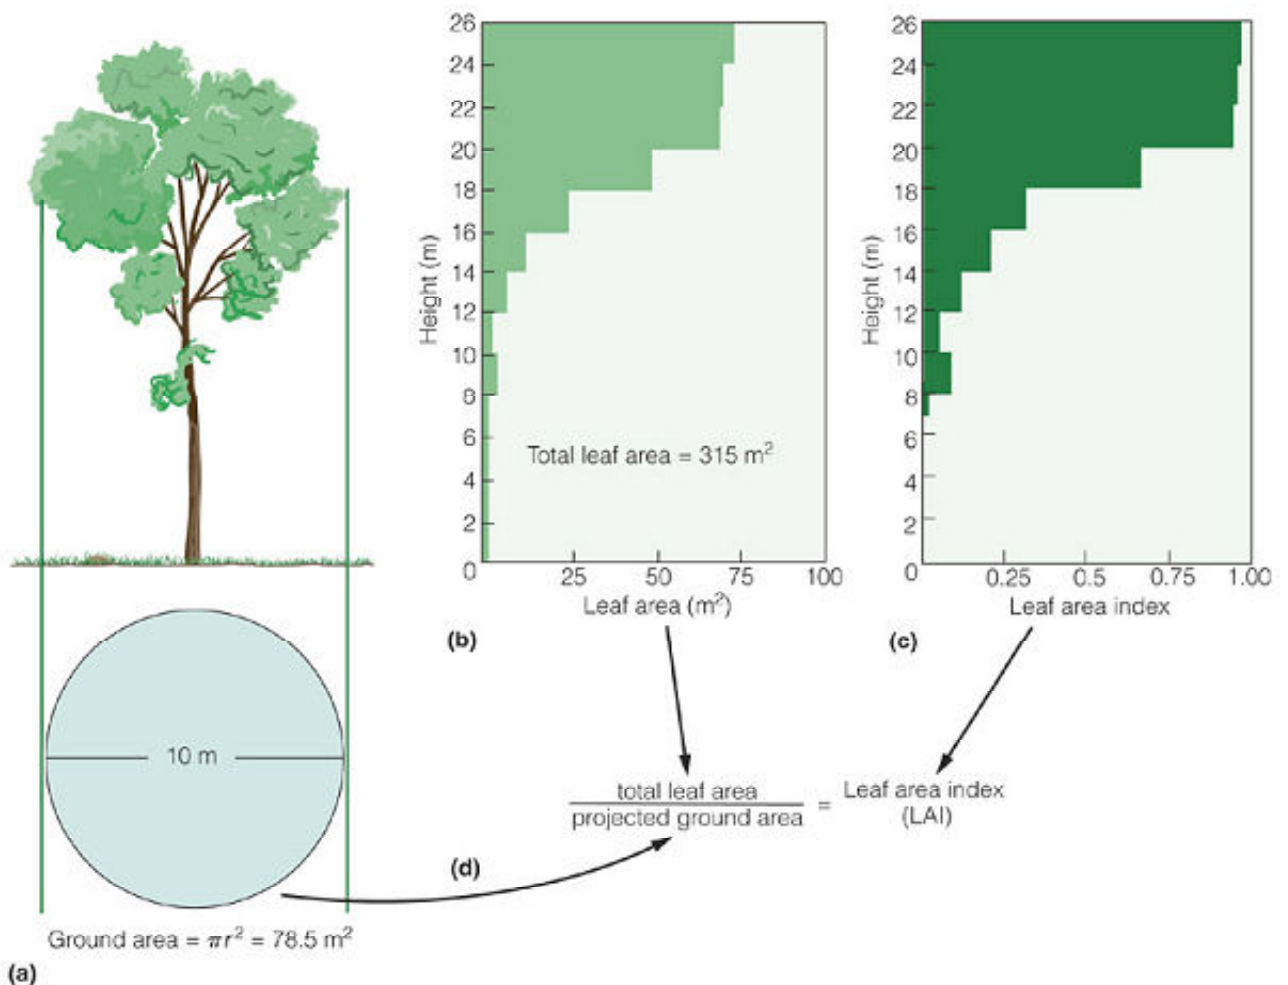 10 m
Ground area = πr² = 78.5 m²
(a)
26
24
22
20
18
16
14
12
10
8
6
4
2
0
Height (m)
Total leaf area = 315 m²
25 50 75 100
Leaf area (m²)
(b)
26
24
22
20
18
16
14
12
10
8
6
4
2
0
Height (m)
0.25 0.5 0.75 1.00
Leaf area index
(c)
total leaf area
projected ground area
=
Leaf area index
(LAI)
(d)